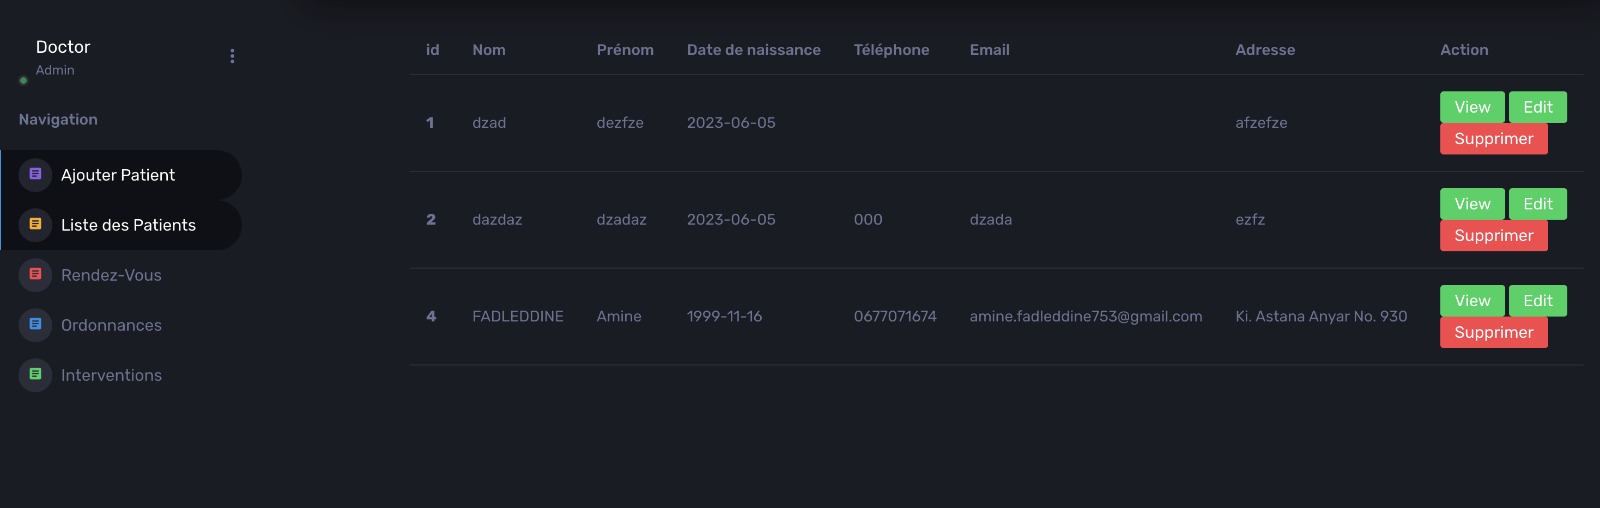 Doctor
Admin
Navigation
Ajouter Patient
Liste des Patients
Rendez-Vous
Ordonnances
Interventions
id Nom Prénom Date de naissance Téléphone Email Adresse Action
1 dzad dezfze 2023-06-05 afzefze View Edit
Supprimer
2 dazdaz dzadaz 2023-06-05 000 dzada ezfz View Edit
Supprimer
4 FADLEDDINE Amine 1999-11-16 0677071674 amine.fadleddine753@gmail.com Ki. Astana Anyar No. 930 View Edit
Supprimer